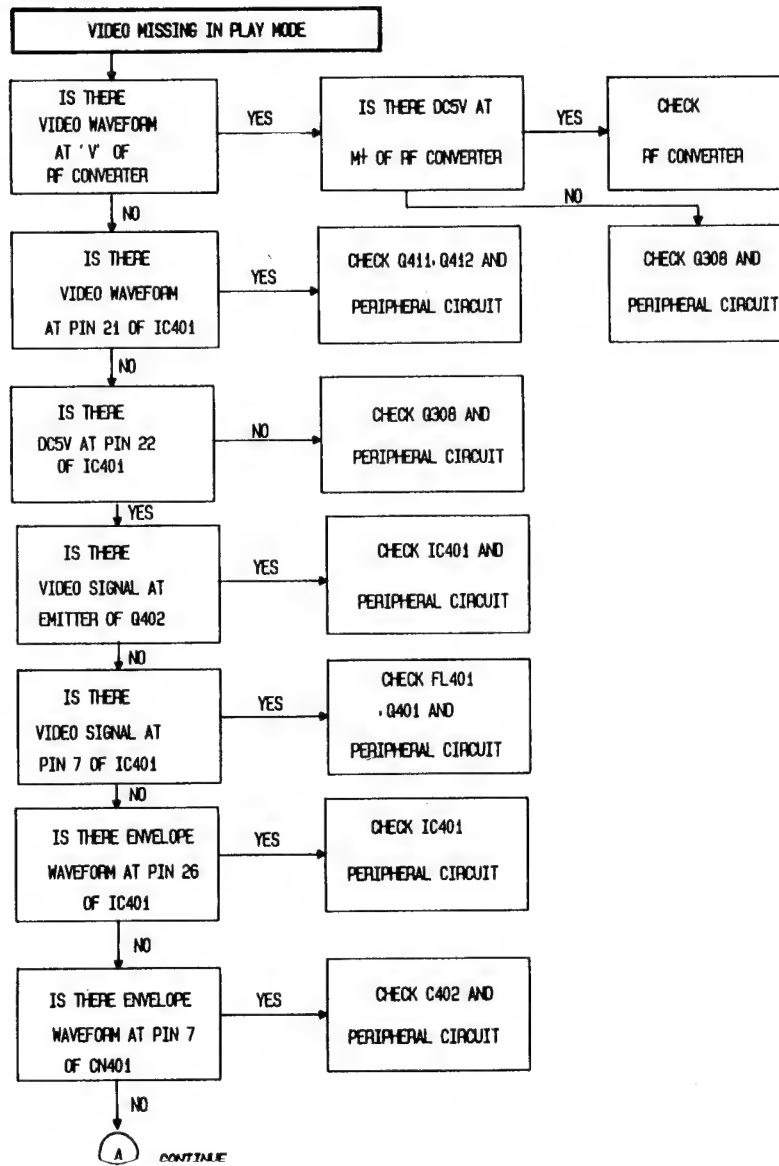 VIDEO MISSING IN PLAY MODE
IS THERE
VIDEO WAVEFORM
AT 'V' OF
RF CONVERTER
YES
IS THERE DC5V AT
M+ OF RF CONVERTER
YES
CHECK
RF CONVERTER
NO
NO
IS THERE
VIDEO WAVEFORM
AT PIN 21 OF IC401
YES
CHECK Q411, Q412 AND
PERIPHERAL CIRCUIT
CHECK Q308 AND
PERIPHERAL CIRCUIT
NO
IS THERE
DC5V AT PIN 22
OF IC401
NO
CHECK Q308 AND
PERIPHERAL CIRCUIT
YES
IS THERE
VIDEO SIGNAL AT
EMITTER OF Q402
YES
CHECK IC401 AND
PERIPHERAL CIRCUIT
NO
IS THERE
VIDEO SIGNAL AT
PIN 7 OF IC401
YES
CHECK FL401
, Q401 AND
PERIPHERAL CIRCUIT
NO
IS THERE ENVELOPE
WAVEFORM AT PIN 26
OF IC401
YES
CHECK IC401
PERIPHERAL CIRCUIT
NO
IS THERE ENVELOPE
WAVEFORM AT PIN 7
OF CN401
YES
CHECK C402 AND
PERIPHERAL CIRCUIT
NO
A CONTINUE